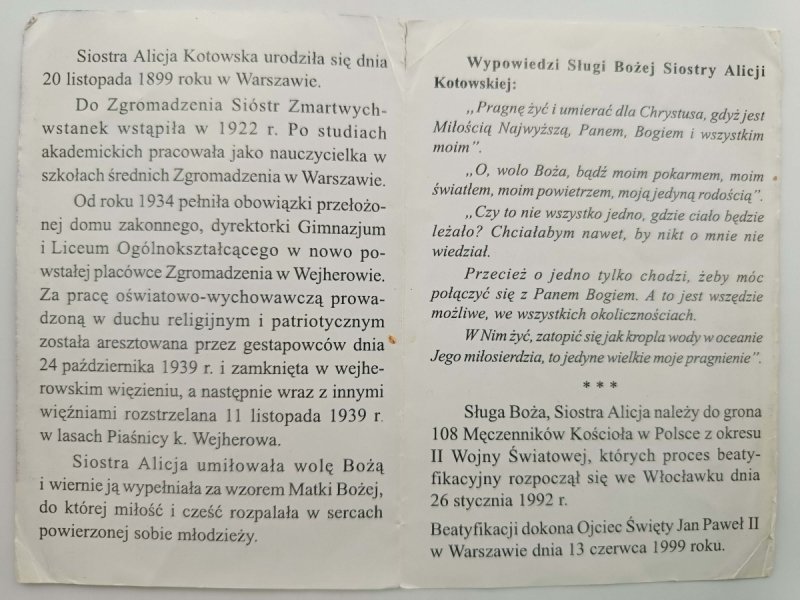 Siostra Alicja Kotowska urodziła się dnia
20 listopada 1899 roku w Warszawie.
Do Zgromadzenia Sióstr Zmartwych-
wstanek wstąpiła w 1922 r. Po studiach
akademickich pracowała jako nauczycielka w
szkołach średnich Zgromadzenia w Warszawie.
Od roku 1934 pełniła obowiązki przełożo-
nej domu zakonnego, dyrektorki Gimnazjum
i Liceum Ogólnokształcącego w nowo po-
wstałej placówce Zgromadzenia w Wejherowie.
Za pracę oświatowo-wychowawczą prowa-
dzoną w duchu religijnym i patriotycznym
została aresztowana przez gestapowców dnia
24 października 1939 r. i zamknięta w wejhe-
rowskim więzieniu, a następnie wraz z innymi
więźniami rozstrzelana 11 listopada 1939 r.
w lasach Piaśnicy k. Wejherowa.
Siostra Alicja umiłowała wolę Bożą
i wiernie ją wypełniała za wzorem Matki Bożej,
do której miłość i cześć rozpalała w sercach
powierzonej sobie młodzieży.
Wypowiedzi Sługi Bożej Siostry Alicji
Kotowskiej:
„Pragnę żyć i umierać dla Chrystusa, gdyż jest
Miłością Najwyższą, Panem, Bogiem i wszystkim
moim”.
„O, wolo Boża, bądź moim pokarmem, moim
światłem, moim powietrzem, moją jedyną rodością”.
„Czy to nie wszystko jedno, gdzie ciało będzie
leżało? Chciałabym nawet, by nikt o mnie nie
wiedział.
Przecież o jedno tylko chodzi, żeby móc
połączyć się z Panem Bogiem. A to jest wszędzie
możliwe, we wszystkich okolicznościach.
W Nim żyć, zatopić się jak kropla wody w oceanie
Jego miłosierdzia, to jedyne wielkie moje pragnienie”.
* * *
Sługa Boża, Siostra Alicja należy do grona
108 Męczenników Kościoła w Polsce z okresu
II Wojny Światowej, których proces beaty-
fikacyjny rozpoczął się we Włocławku dnia
26 stycznia 1992 r.
Beatyfikacji dokona Ojciec Święty Jan Paweł II
w Warszawie dnia 13 czerwca 1999 roku.